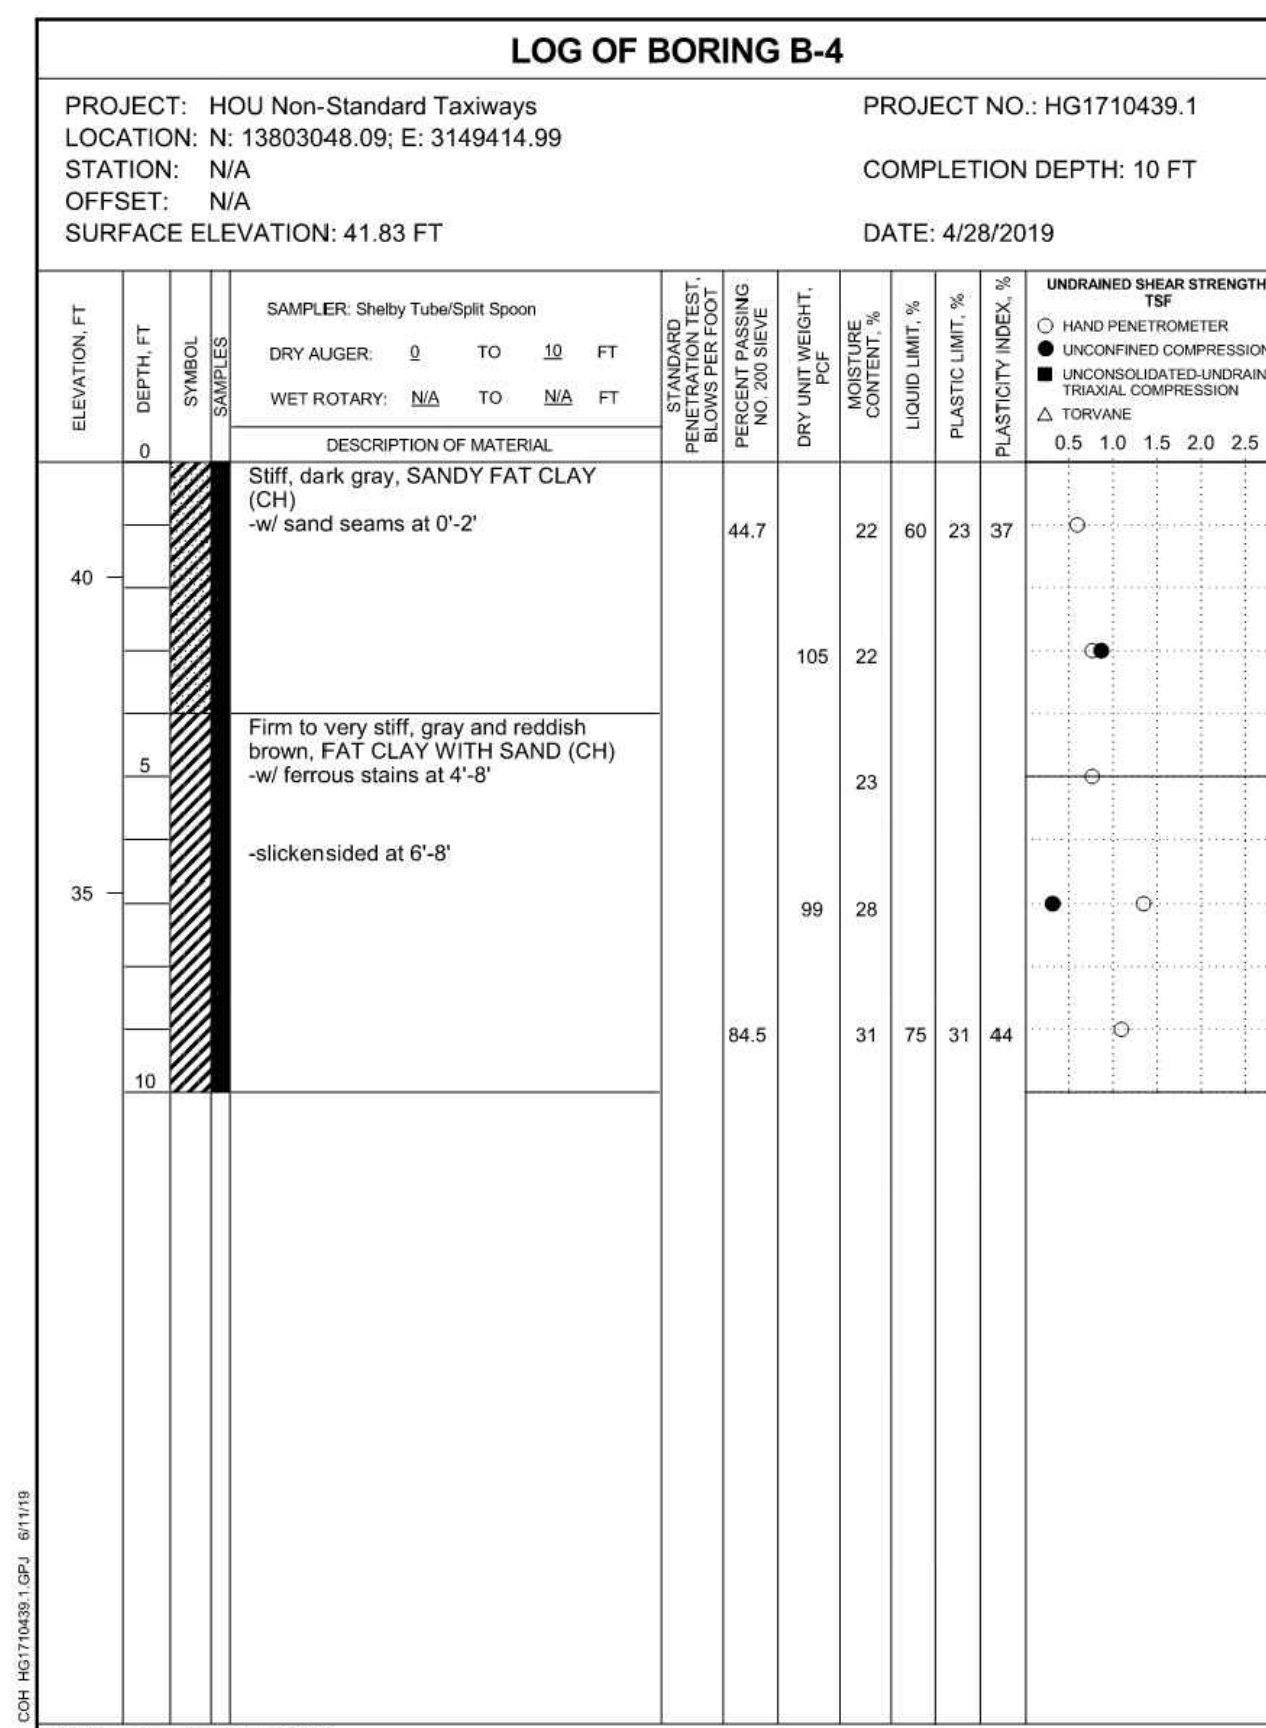 LOG OF BORING B-4
PROJECT: HOU Non-Standard Taxiways
PROJECT NO.: HG1710439.1
LOCATION: N: 13803048.09; E: 3149414.99
STATION: N/A
COMPLETION DEPTH: 10 FT
OFFSET: N/A
SURFACE ELEVATION: 41.83 FT
DATE: 4/28/2019
ELEVATION, FT
DEPTH, FT
SYMBOL
SAMPLES
SAMPLER: Shelby Tube/Split Spoon
DRY AUGER: 0 TO 10 FT
WET ROTARY: N/A TO N/A FT
DESCRIPTION OF MATERIAL
STANDARD
PENETRATION TEST,
BLOWS PER FOOT
PERCENT PASSING
NO. 200 SIEVE
DRY UNIT WEIGHT,
PCF
MOISTURE
CONTENT, %
LIQUID LIMIT, %
PLASTIC LIMIT, %
PLASTICITY INDEX, %
UNDRAINED SHEAR STRENGTH
TSF
HAND PENETROMETER
UNCONFINED COMPRESSION
UNCONSOLIDATED-UNDRAIN
TRIAXIAL COMPRESSION
TORVANE
0.5 1.0 1.5 2.0 2.5
0
Stiff, dark gray, SANDY FAT CLAY
(CH)
-w/ sand seams at 0'-2'
44.7 22 60 23 37
40
105 22
Firm to very stiff, gray and reddish
brown, FAT CLAY WITH SAND (CH)
5
-w/ ferrous stains at 4'-8'
23
-slickensided at 6'-8'
35
99 28
84.5 31 75 31 44
10
COH HG1710439.1.GPJ 6/11/19